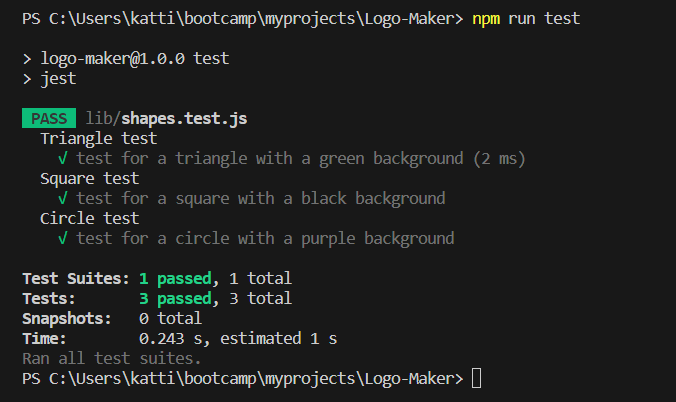 PS C:\Users\katti\bootcamp\myprojects\Logo-Maker> npm run test
> logo-maker@1.0.0 test
> jest
PASS lib/shapes.test.js
Triangle test
√ test for a triangle with a green background (2 ms)
Square test
√ test for a square with a black background
Circle test
√ test for a circle with a purple background
Test Suites: 1 passed, 1 total
Tests: 3 passed, 3 total
Snapshots: 0 total
Time: 0.243 s, estimated 1 s
Ran all test suites.
PS C:\Users\katti\bootcamp\myprojects\Logo-Maker>